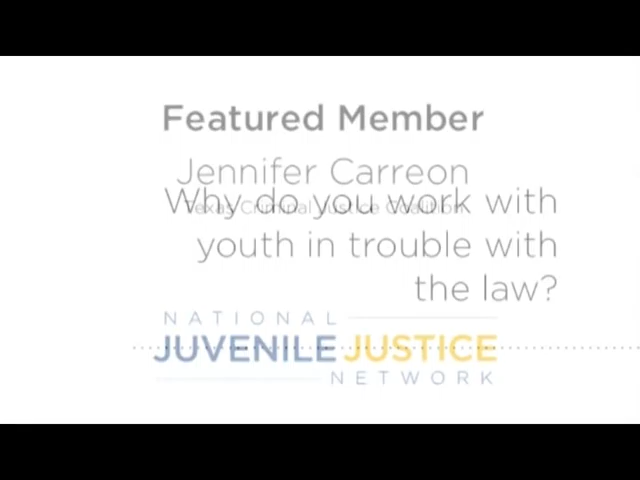 Featured Member
Jennifer Carreon
Texas Criminal Justice Coalition
Why do you work with
youth in trouble with
the law?
NATIONAL
JUVENILE JUSTICE
NETWORK